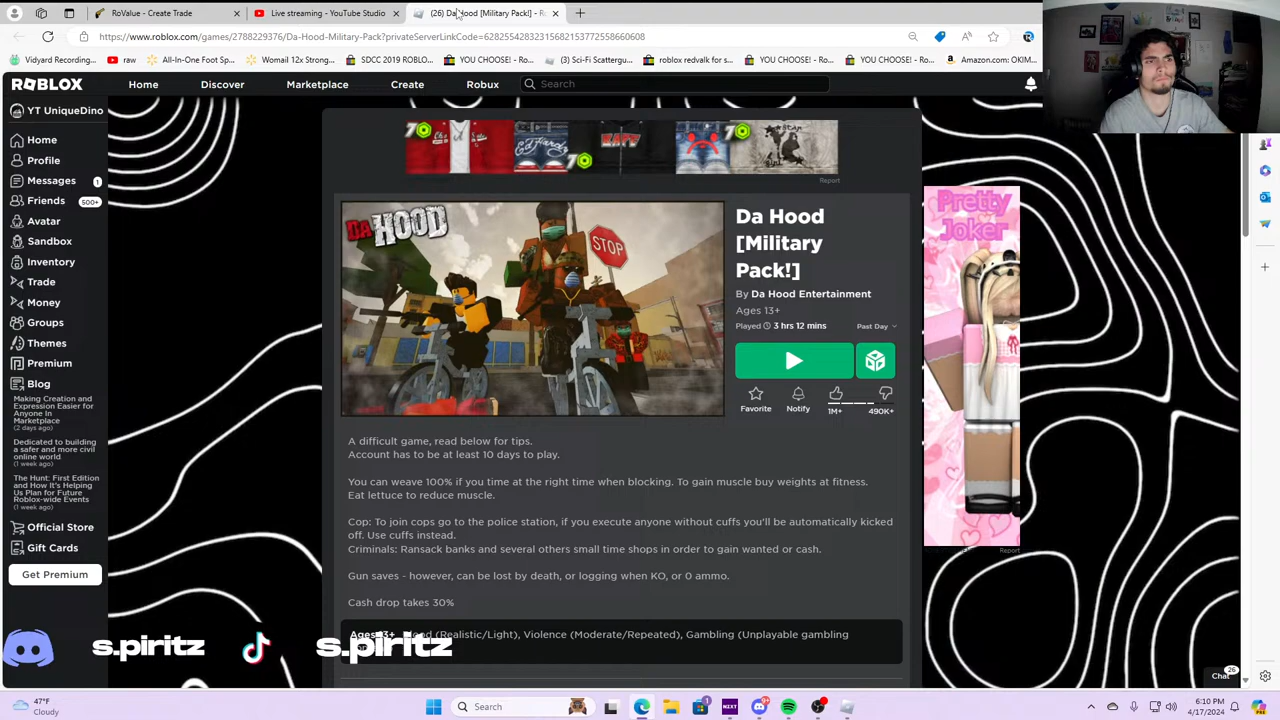 RoValue - Create Trade
Live streaming - YouTube Studio
(26) Da Hood [Military Pack!] - R
https://www.roblox.com/games/2788229376/Da-Hood-Military-Pack?privateServerLinkCode=62825542832315682153772558660608
Vidyard Recording...
raw
All-In-One Foot Sp...
Womail 12x Strong...
SDCC 2019 ROBLO...
YOU CHOOSE! - Ro...
(3) Sci-Fi Scattergu...
roblox redvalk for s...
YOU CHOOSE! - Ro...
YOU CHOOSE! - Ro...
Amazon.com: OKIM...
ROBLOX
Charts
Discover
Marketplace
Create
Robux
Search
YT UniqueDino
Home
Profile
Messages
1
Friends
500+
Avatar
Sandbox
Inventory
Trade
Money
Groups
Themes
Premium
Blog
Making Creation and
Expression Easier for
Anyone In
Marketplace
(2 days ago)
Dedicated to building
a safer and more civil
online world
(1 week ago)
The Hunt: First Edition
and How It's Helping
Us Plan for Future
Roblox-wide Events
(1 week ago)
Official Store
Gift Cards
Get Premium
Report
DA HOOD
STOP
Da Hood
[Military
Pack!]
By Da Hood Entertainment
Ages 13+
Played 3 hrs 12 mins
Past Day
Favorite
Notify
1M+
490K+
A difficult game, read below for tips.
Account has to be at least 10 days to play.
You can weave 100% if you time at the right time when blocking. To gain muscle buy weights at fitness.
Eat lettuce to reduce muscle.
Cop: To join cops go to the police station, if you execute anyone without cuffs you'll be automatically kicked
off. Use cuffs instead.
Criminals: Ransack banks and several others small time shops in order to gain wanted or cash.
Gun saves - however, can be lost by death, or logging when KO, or 0 ammo.
Cash drop takes 30%
Ages 13+ Blood (Realistic/Light), Violence (Moderate/Repeated), Gambling (Unplayable gambling
Pretty
Joker
Report
s.piritz
s.piritz
Chat
26
47°F
Cloudy
Search
NZXT
6:10 PM